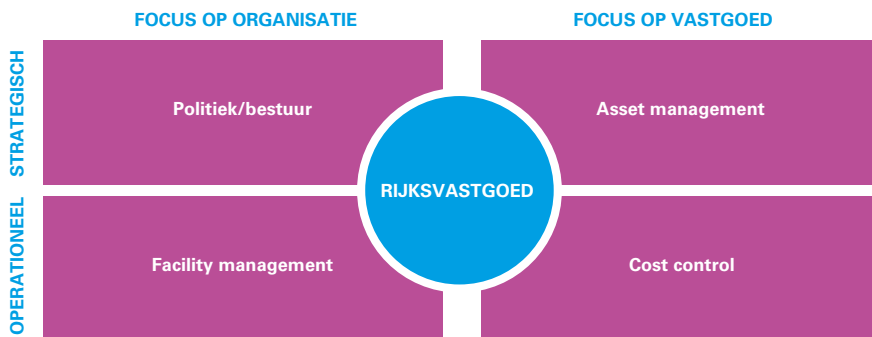 FOCUS OP ORGANISATIE
FOCUS OP VASTGOED
STRATEGISCH
Politiek/bestuur
Asset management
RIJKSVASTGOED
OPERATIONEEL
Facility management
Cost control